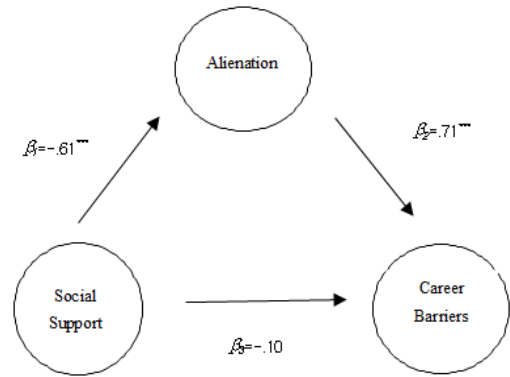 Alienation
β₁=-.61***
β₂=.71***
Social
Support
Career
Barriers
β₃=-.10